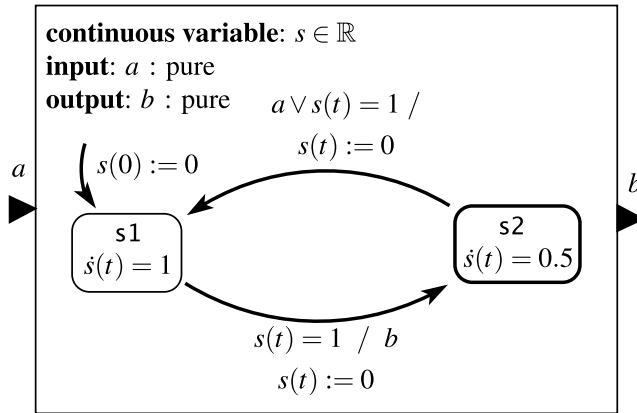 continuous variable: s ∈ ℝ
input: a : pure
output: b : pure
a ∨ s(t) = 1 /
s(t) := 0
a
s(0) := 0
b
s1
ṡ(t) = 1
s2
ṡ(t) = 0.5
s(t) = 1 / b
s(t) := 0